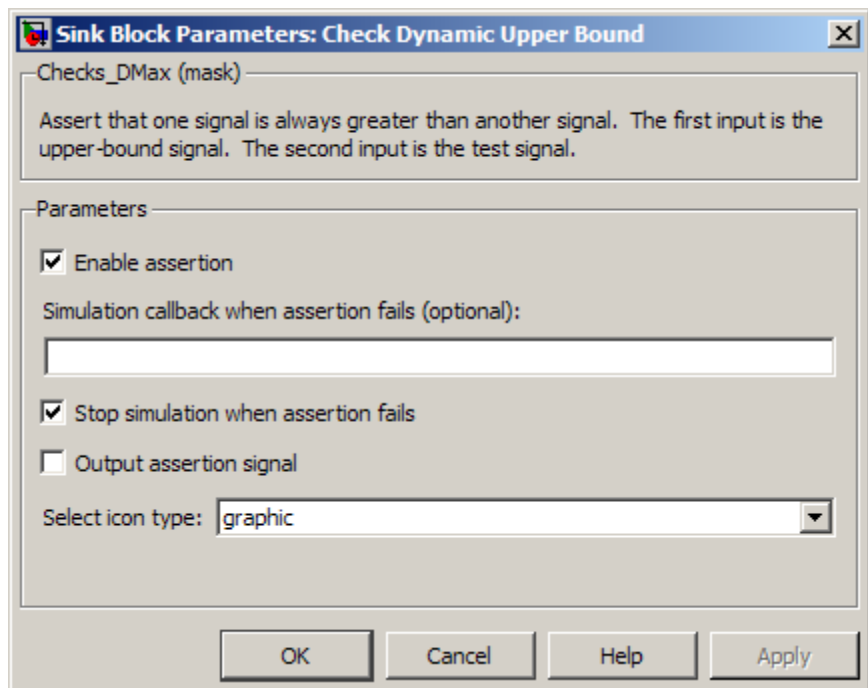 Sink Block Parameters: Check Dynamic Upper Bound
Checks_DMax (mask)
Assert that one signal is always greater than another signal.  The first input is the
upper-bound signal.  The second input is the test signal.
Parameters
Enable assertion
Simulation callback when assertion fails (optional):
Stop simulation when assertion fails
Output assertion signal
Select icon type: graphic
OK Cancel Help Apply